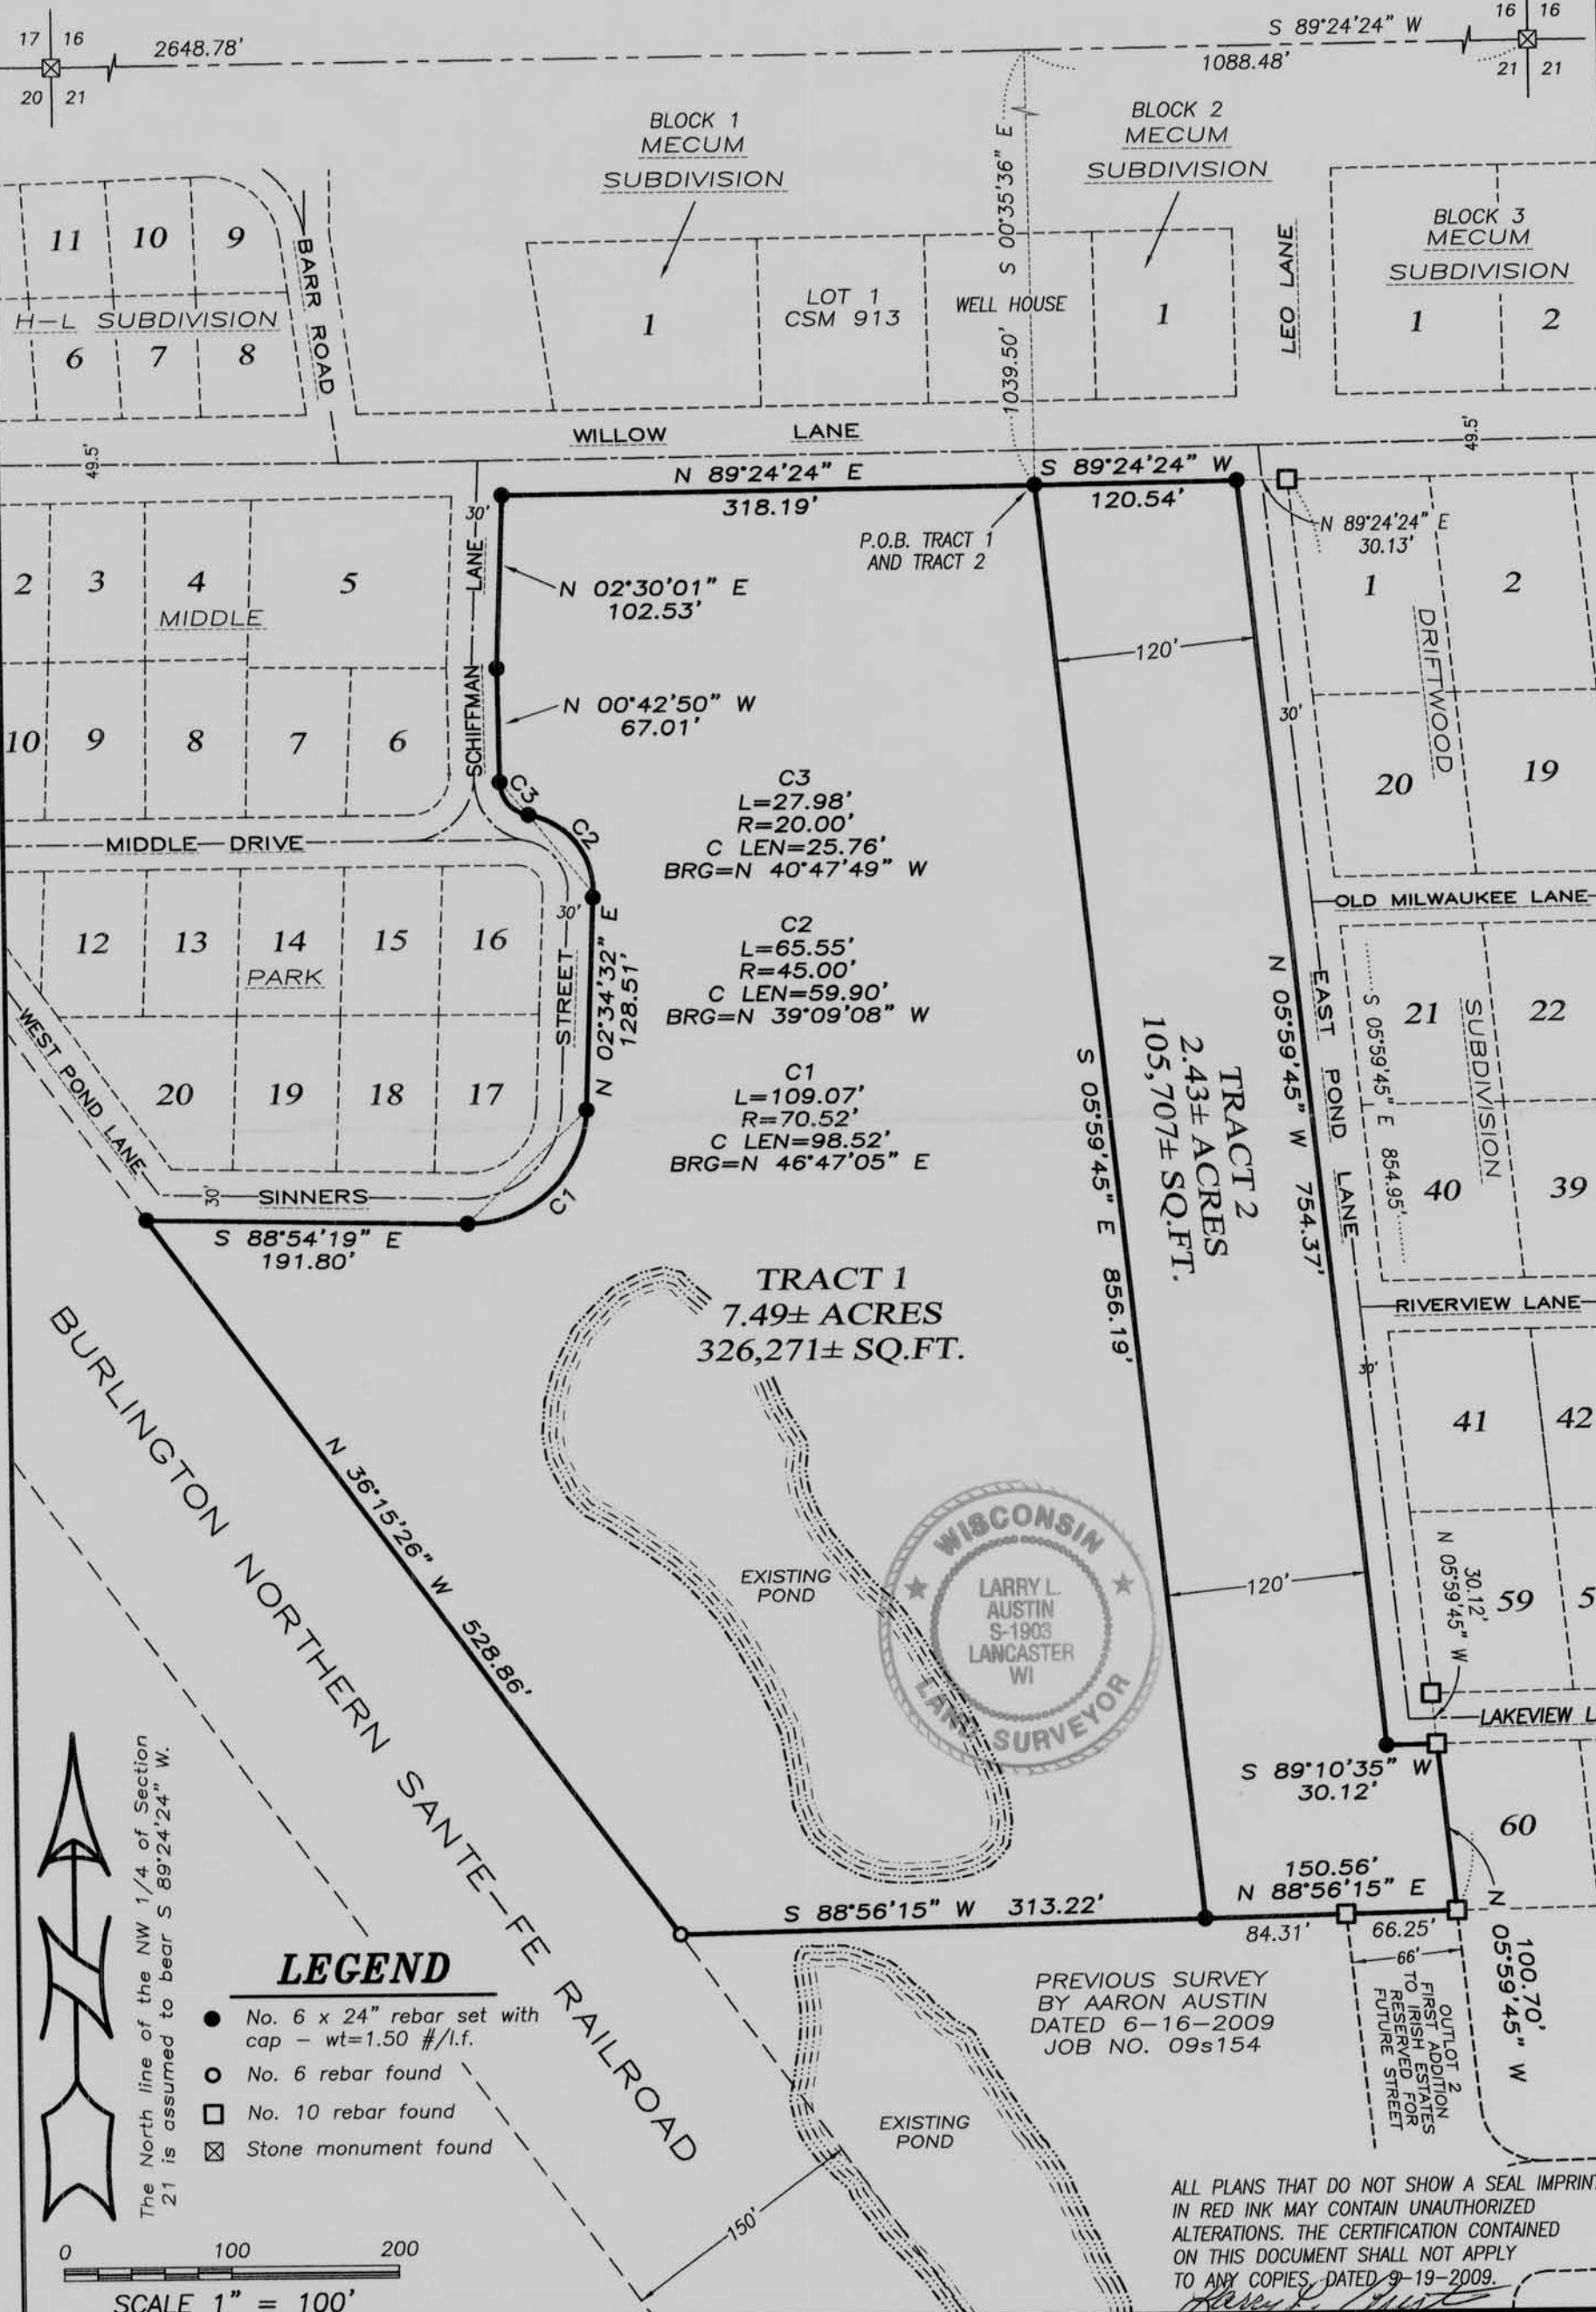 17 16
20 21
2648.78'
S 89°24'24" W
1088.48'
16 16
21 21
BLOCK 1
MECUM
SUBDIVISION
S 00°35'36" E
1039.50'
BLOCK 2
MECUM
SUBDIVISION
BLOCK 3
MECUM
SUBDIVISION
11 10 9
H-L SUBDIVISION
6 7 8
BARR ROAD
1
LOT 1
CSM 913
WELL HOUSE
1
LEO LANE
1 2
WILLOW LANE
49.5'
49.5'
N 89°24'24" E
318.19'
S 89°24'24" W
120.54'
P.O.B. TRACT 1
AND TRACT 2
N 89°24'24" E
30.13'
30'
SCHIFFMAN LANE
2 3 4 5
MIDDLE
10 9 8 7 6
N 02°30'01" E
102.53'
N 00°42'50" W
67.01'
120'
30'
1 2
DRIFTWOOD
20 19
C3
C2
MIDDLE DRIVE
C3
L=27.98'
R=20.00'
C LEN=25.76'
BRG=N 40°47'49" W
C2
L=65.55'
R=45.00'
C LEN=59.90'
BRG=N 39°09'08" W
C1
L=109.07'
R=70.52'
C LEN=98.52'
BRG=N 46°47'05" E
OLD MILWAUKEE LANE
12 13 14 15 16
PARK
30'
STREET
N 02°34'32" E
128.51'
20 19 18 17
WEST POND LANE
30'
SINNERS
C1
S 88°54'19" E
191.80'
S 05°59'45" E 856.19'
TRACT 2
2.43± ACRES
105,707± SQ.FT.
N 05°59'45" W 754.37'
EAST POND LANE
S 05°59'45" E 854.95'
21 22
SUBDIVISION
40 39
RIVERVIEW LANE
30'
41 42
TRACT 1
7.49± ACRES
326,271± SQ.FT.
BURLINGTON NORTHERN SANTE-FE RAILROAD
N 36°15'26" W 528.86'
EXISTING
POND
WISCONSIN
LARRY L.
AUSTIN
S-1903
LANCASTER
WI
LAND SURVEYOR
120'
30.12'
N 05°59'45" W
59 5
LAKEVIEW L
S 89°10'35" W
30.12'
60
150.56'
N 88°56'15" E
84.31'
66.25'
66'
100.70'
N 05°59'45" W
S 88°56'15" W 313.22'
OUTLOT 2
FIRST ADDITION
TO IRISH ESTATES
RESERVED FOR
FUTURE STREET
PREVIOUS SURVEY
BY AARON AUSTIN
DATED 6-16-2009
JOB NO. 09s154
EXISTING
POND
150'
N
The North line of the NW 1/4 of Section
21 is assumed to bear S 89°24'24" W.
LEGEND
No. 6 x 24" rebar set with
cap - wt=1.50 #/l.f.
No. 6 rebar found
No. 10 rebar found
Stone monument found
0 100 200
SCALE 1" = 100'
ALL PLANS THAT DO NOT SHOW A SEAL IMPRINT
IN RED INK MAY CONTAIN UNAUTHORIZED
ALTERATIONS. THE CERTIFICATION CONTAINED
ON THIS DOCUMENT SHALL NOT APPLY
TO ANY COPIES. DATED 9-19-2009.